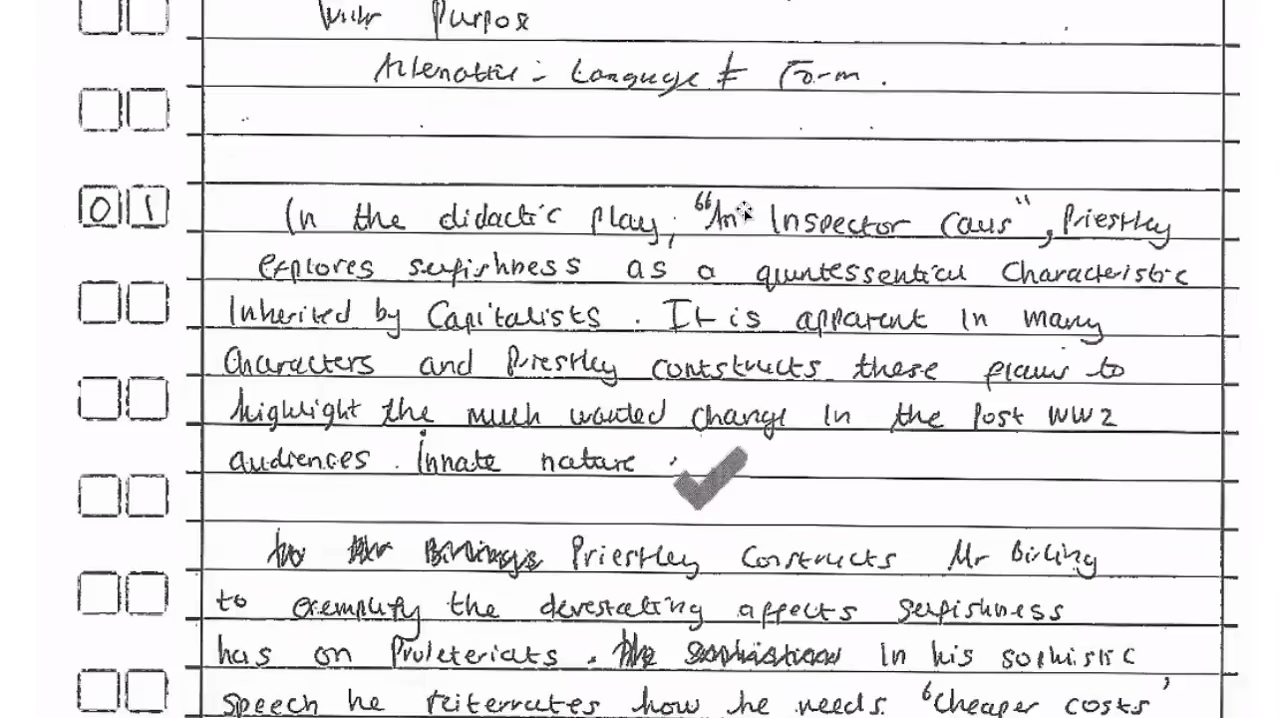 with Purpose
Alternative - Language & Form.
01 In the didactic play, "An Inspector Calls", Priestley
explores selfishness as a quintessential characteristic
inherited by Capitalists. It is apparent in many
characters and Priestley contstructs these flaws to
highlight the much wanted change in the post WW2
audiences. innate nature.
Priestley constructs Mr Birling
to exemplify the devestating affects selfishness
has on Proleteriats. In his sophistic
speech he reiterates how he needs 'cheaper costs'